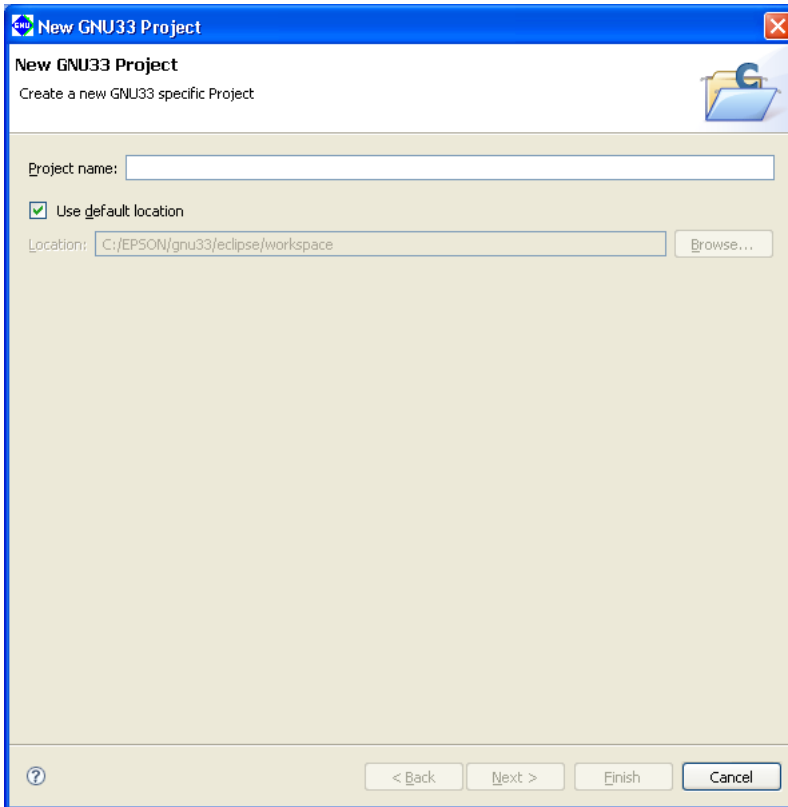 GNU New GNU33 Project
New GNU33 Project
Create a new GNU33 specific Project
C
Project name:
Use default location
Location: C:/EPSON/gnu33/eclipse/workspace Browse...
? < Back Next > Finish Cancel